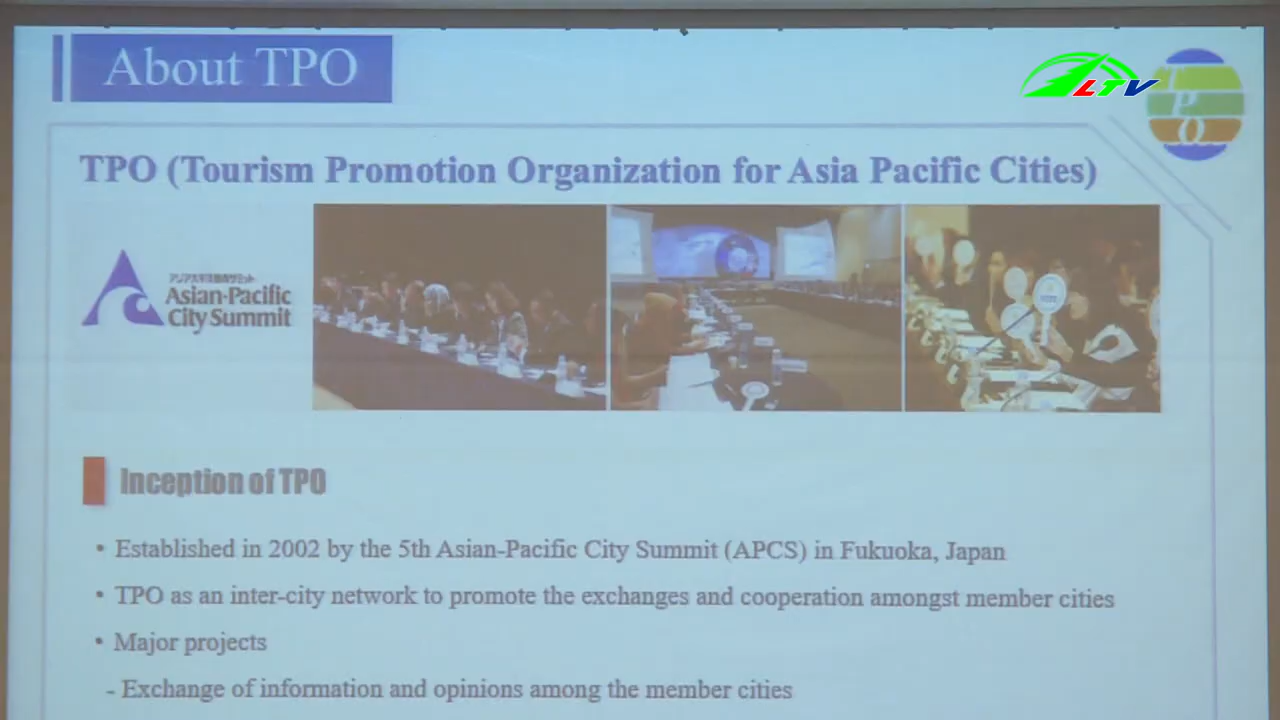 About TPO
LTV
TPO
TPO (Tourism Promotion Organization for Asia Pacific Cities)
Asian-Pacific
City Summit
VOTE
Inception of TPO
• Established in 2002 by the 5th Asian-Pacific City Summit (APCS) in Fukuoka, Japan
• TPO as an inter-city network to promote the exchanges and cooperation amongst member cities
• Major projects
- Exchange of information and opinions among the member cities